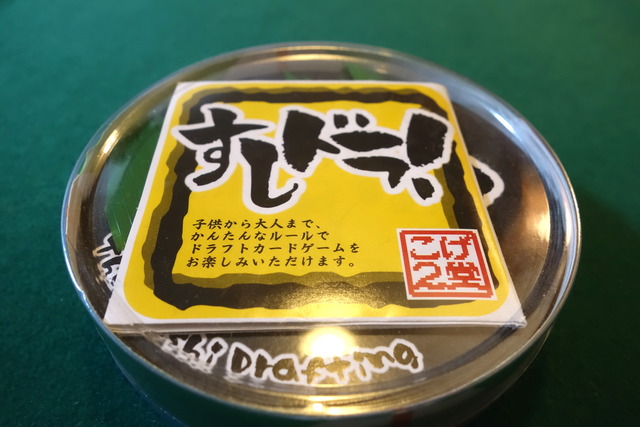 すしドラ！
子供から大人まで、
かんたんなルールで
ドラフトカードゲームを
お楽しみいただけます。
こげ
2堂
Drafting